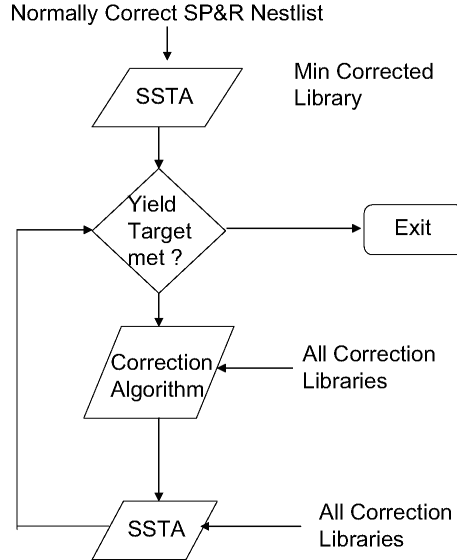 Normally Correct SP&R Nestlist
SSTA
Min Corrected
Library
Yield
Target
met ?
Exit
Correction
Algorithm
All Correction
Libraries
SSTA
All Correction
Libraries